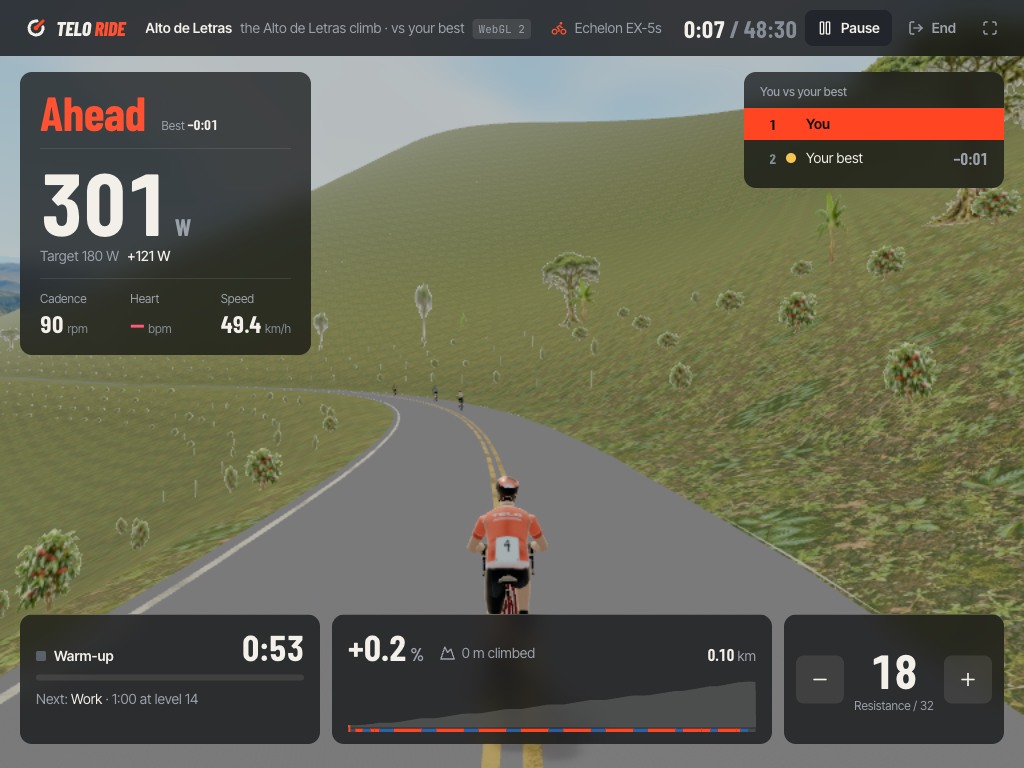 TELO RIDE
Alto de Letras the Alto de Letras climb · vs your best WebGL 2
Echelon EX-5s
0:07 / 48:30
Pause
End
Ahead Best −0:01
301 W
Target 180 W +121 W
Cadence Heart Speed
90 rpm – bpm 49.4 km/h
You vs your best
1 You
2 Your best −0:01
TELO
4
Warm-up 0:53
Next: Work · 1:00 at level 14
+0.2 % 0 m climbed 0.10 km
− 18 +
Resistance / 32